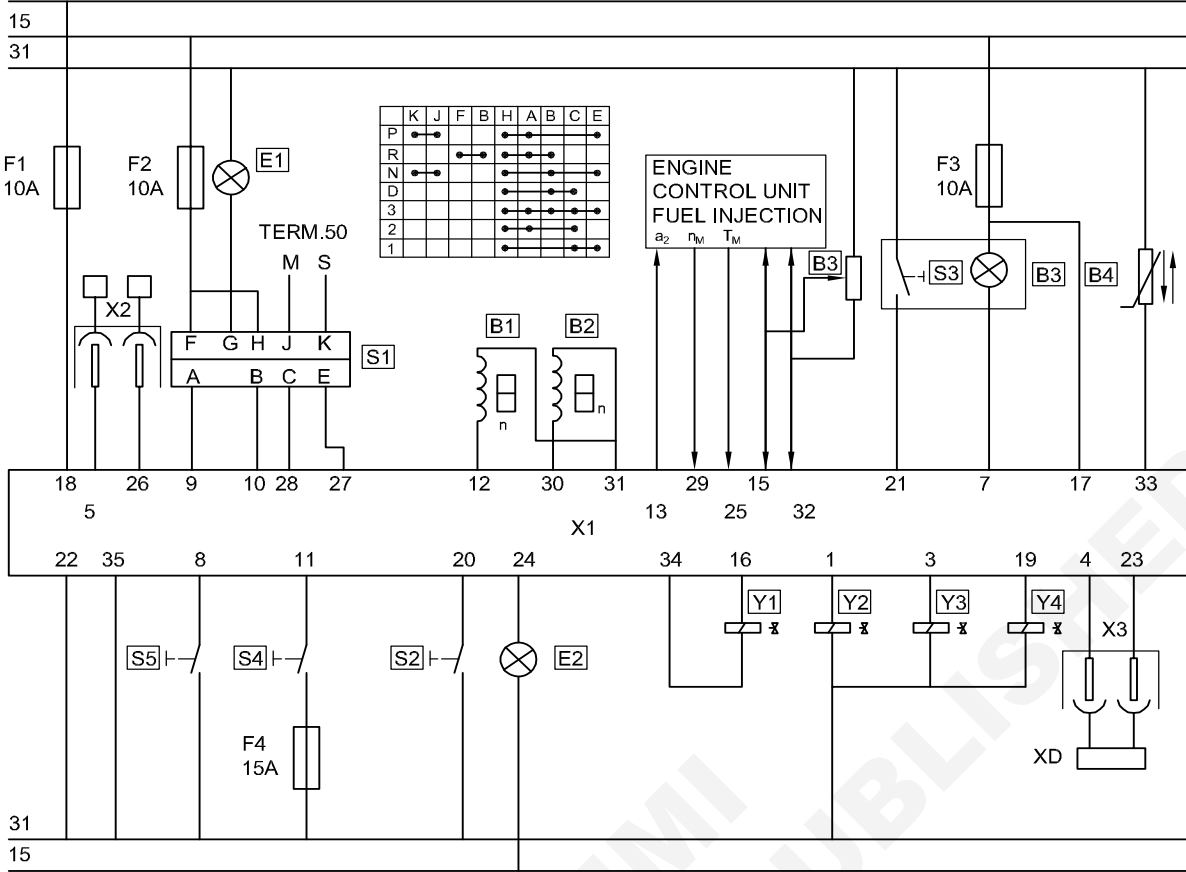 15
31
F1
10A
F2
10A
E1
K J F B H A B C E
P
R
N
D
3
2
1
ENGINE
CONTROL UNIT
FUEL INJECTION
a2 nM TM
F3
10A
TERM.50
M S
X2
B3
S3
B3
B4
F G H J K
S1
A B C E
B1
B2
n
n
18 26 9 10 28 27 12 30 31 29 15 21 7 17 33
5 13 25 32
X1
22 35 8 11 20 24 34 16 1 3 19 4 23
Y1
Y2
Y3
Y4
X3
S5
S4
S2
E2
F4
15A
XD
31
15
MI
UBLISHED